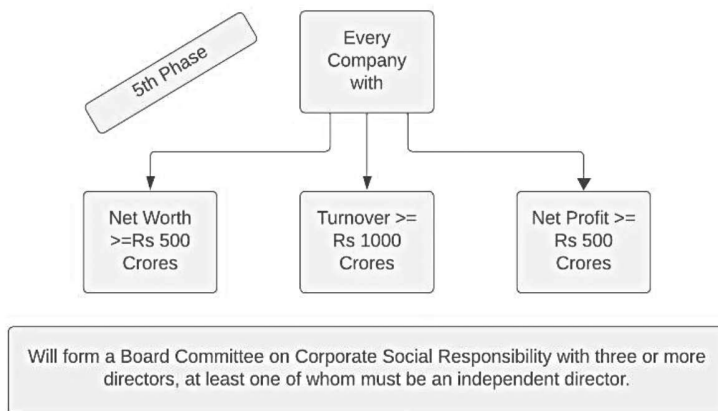 5th Phase
Every
Company
with
Net Worth
>=Rs 500
Crores
Turnover >=
Rs 1000
Crores
Net Profit >=
Rs 500
Crores
Will form a Board Committee on Corporate Social Responsibility with three or more
directors, at least one of whom must be an independent director.